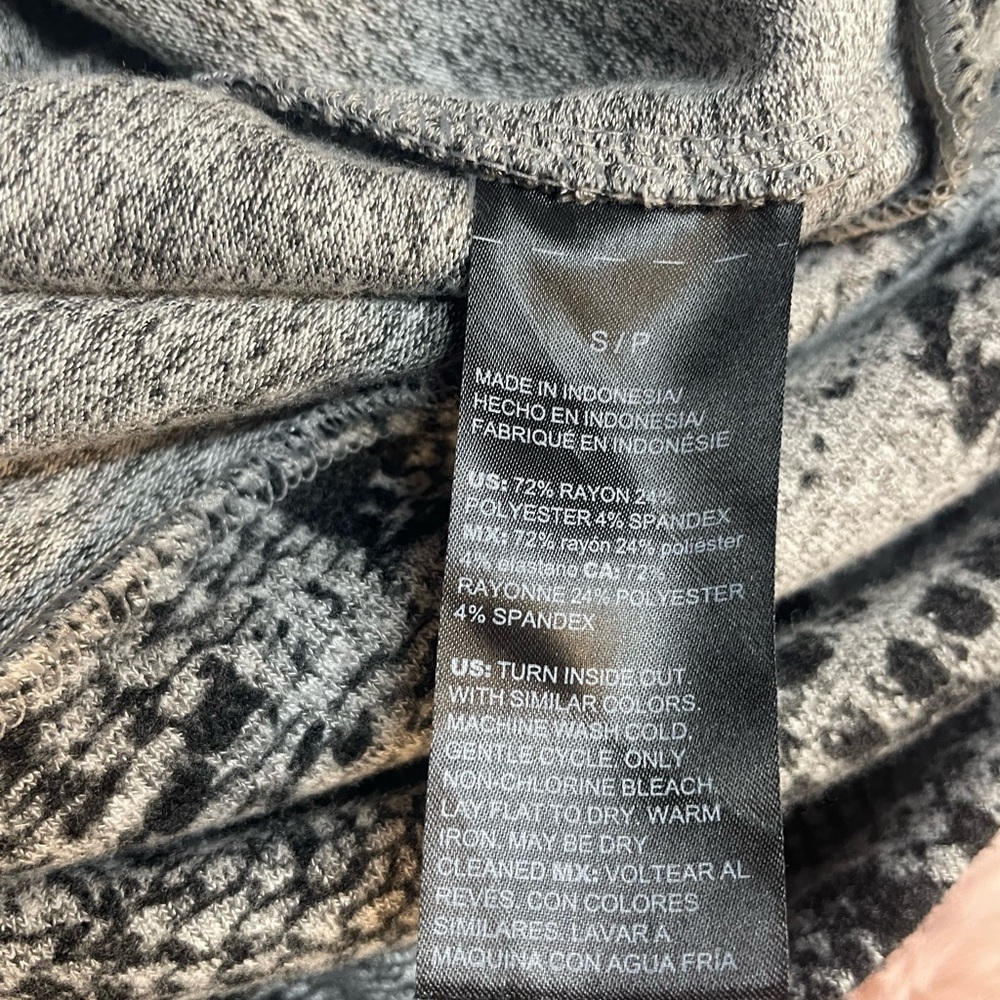 S/P
MADE IN INDONESIA/
HECHO EN INDONESIA/
FABRIQUÉ EN INDONÉSIE
US: 72% RAYON 24%
POLYESTER 4% SPANDEX
MX: 72% rayón 24% poliéster
4% elastano CA: 72%
RAYONNE 24% POLYESTER
4% SPANDEX
US: TURN INSIDE OUT.
WITH SIMILAR COLORS.
MACHINE WASH COLD.
GENTLE CYCLE. ONLY
NON-CHLORINE BLEACH.
LAY FLAT TO DRY. WARM
IRON. MAY BE DRY
CLEANED MX: VOLTEAR AL
REVES. CON COLORES
SIMILARES. LAVAR A
MAQUINA CON AGUA FRÍA